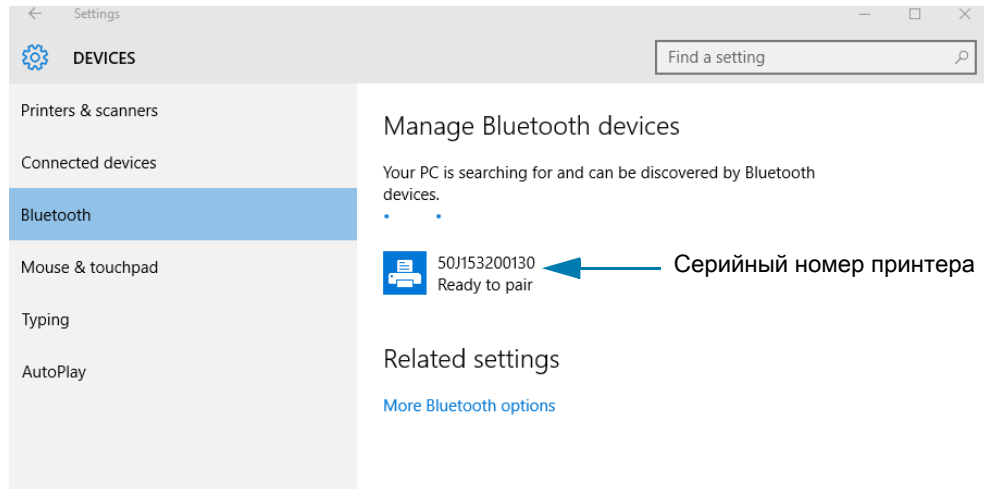 Settings
DEVICES
Find a setting
Printers & scanners
Connected devices
Bluetooth
Mouse & touchpad
Typing
AutoPlay
Manage Bluetooth devices
Your PC is searching for and can be discovered by Bluetooth
devices.
50J153200130
Серийный номер принтера
Ready to pair
Related settings
More Bluetooth options